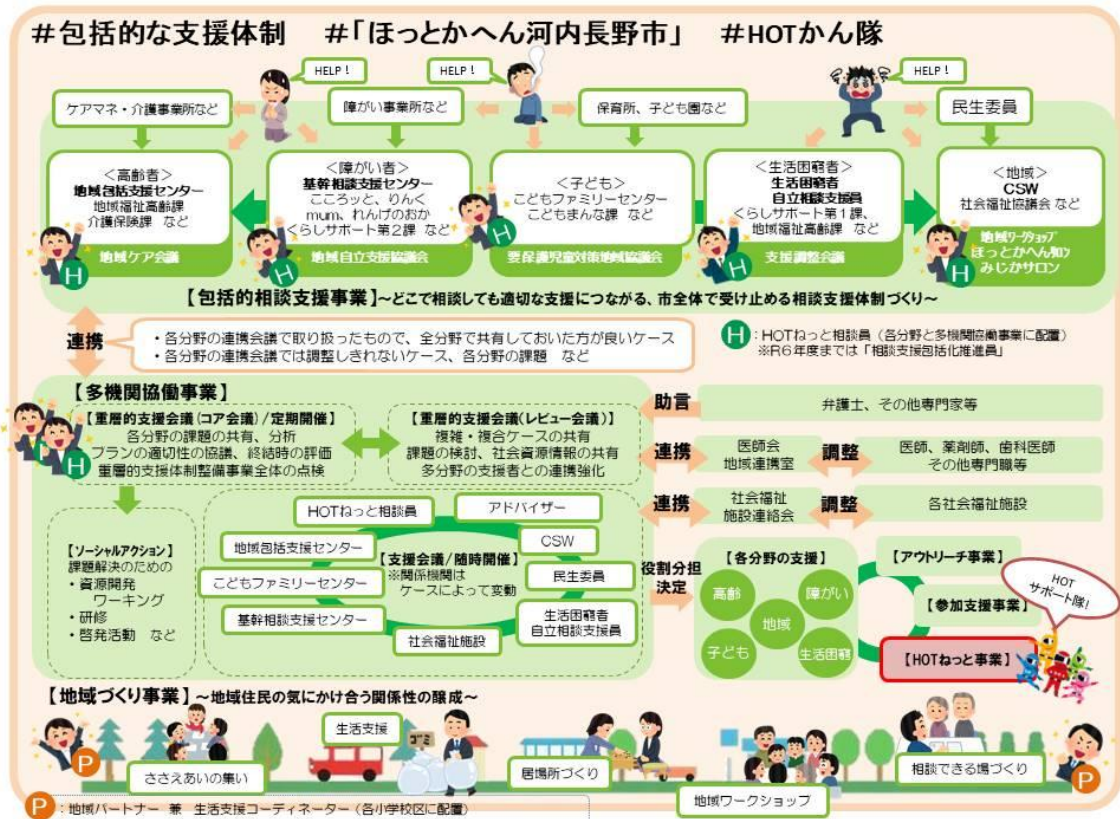 #包括的な支援体制 #「ほっとかへん河内長野市」 #HOTかん隊
HELP!
HELP!
HELP!
ケアマネ・介護事業所など
障がい事業所など
保育所、子ども園など
民生委員
<高齢者>
地域包括支援センター
地域福祉高齢課
介護保険課 など
地域ケア会議
<障がい者>
基幹相談支援センター
こころッと、りんく
mum、れんげのおか
くらしサポート第2課 など
地域自立支援協議会
<子ども>
こどもファミリーセンター
こどもまんな課 など
要保護児童対策地域協議会
<生活困窮者>
生活困窮者
自立相談支援員
くらしサポート第1課、
地域福祉高齢課 など
支援調整会議
<地域>
CSW
社会福祉協議会 など
地域ワークショップ
ほっとかへん知ロン
みじかサロン
H
H
H
H
H
【包括的相談支援事業】~どこで相談しても適切な支援につながる、市全体で受け止める相談支援体制づくり~
連携
・各分野の連携会議で取り扱ったもので、全分野で共有しておいた方が良いケース
・各分野の連携会議では調整しきれないケース、各分野の課題 など
H:HOTねっと相談員(各分野と多機関協働事業に配置)
※R6年度までは「相談支援包括化推進員」
【多機関協働事業】
【重層的支援会議(コア会議)/定期開催】
各分野の課題の共有、分析
プランの適切性の協議、終結時の評価
重層的支援体制整備事業全体の点検
H
【重層的支援会議(レビュー会議)】
複雑・複合ケースの共有
課題の検討、社会資源情報の共有
多分野の支援者との連携強化
助言
弁護士、その他専門家等
連携
医師会
地域連携室
調整
医師、薬剤師、歯科医師
その他専門職等
連携
社会福祉
施設連絡会
調整
各社会福祉施設
【ソーシャルアクション】
課題解決のための
・資源開発
ワーキング
・研修
・啓発活動 など
HOTねっと相談員
アドバイザー
地域包括支援センター
CSW
こどもファミリーセンター
民生委員
基幹相談支援センター
生活困窮者
自立相談支援員
社会福祉施設
【支援会議/随時開催】
※関係機関は
ケースによって変動
役割分担
決定
【各分野の支援】
高齢
障がい
地域
子ども
生活困窮
【アウトリーチ事業】
【参加支援事業】
【HOTねっと事業】
HOT
サポート隊!
【地域づくり事業】~地域住民の気にかけ合う関係性の醸成~
P
ささえあいの集い
生活支援
ゴミ
居場所づくり
地域ワークショップ
相談できる場づくり
P
P:地域パートナー 兼 生活支援コーディネーター(各小学校区に配置)